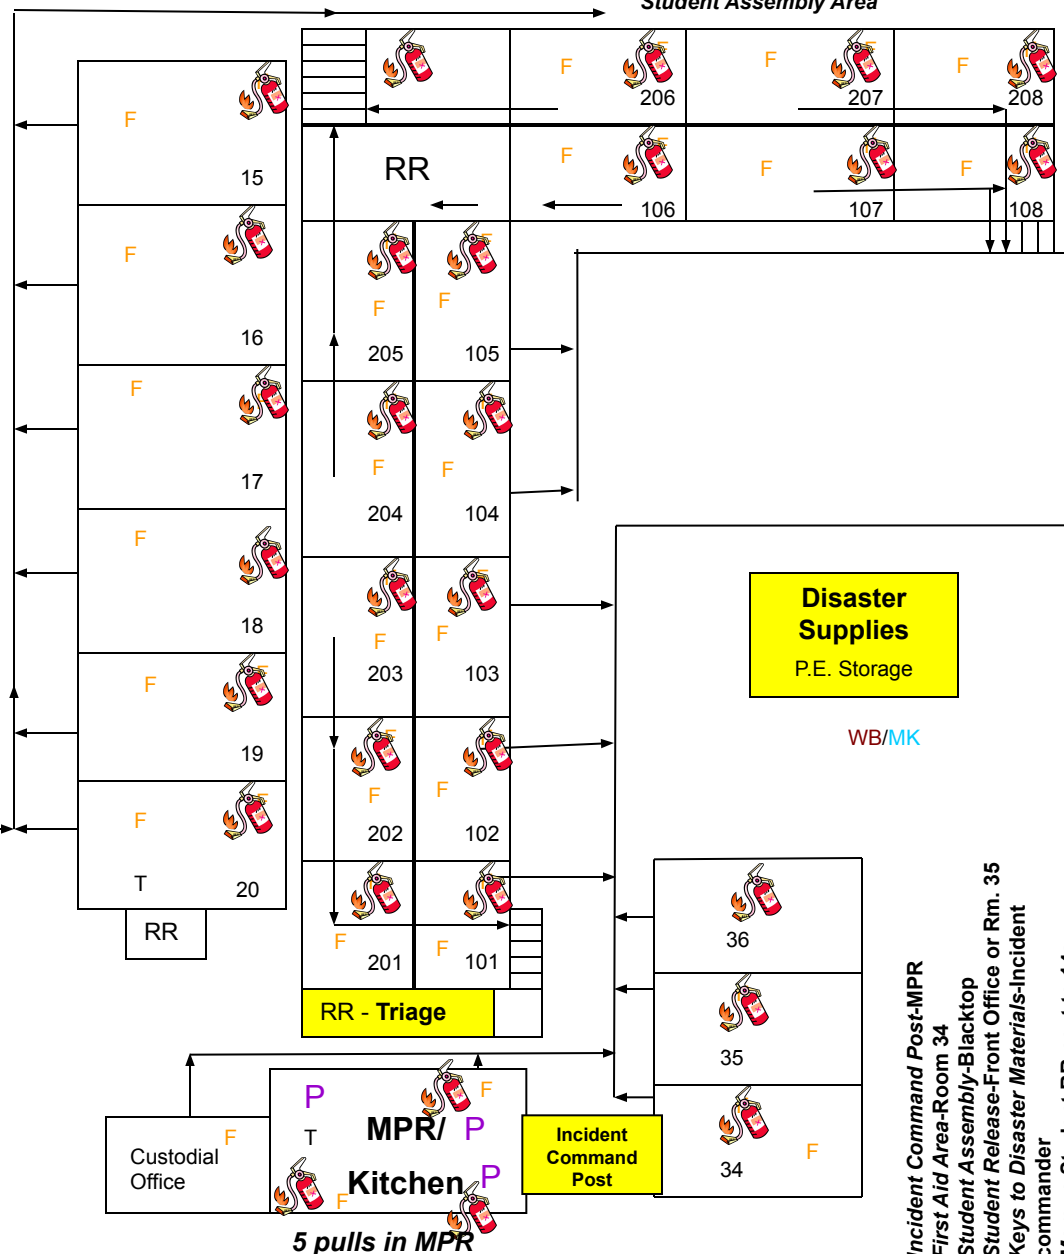 Student Assembly Area
F
206
F
F
207
F
F
208
F
15
RR
F
F
106
F
107
F
108
F
16
F
205
F
F
105
F
17
F
204
F
104
F
18
F
203
F
F
103
Disaster
Supplies
P.E. Storage
WB/MK
F
F
19
F
F
202
F
102
F
F
T
20
RR
F
201
F
101
RR - Triage
36
35
34
F
Custodial
Office
F
P
T
MPR/
P
Kitchen
P
F
F
5 pulls in MPR
Incident
Command
Post
Incident Command Post-MPR
First Aid Area-Room 34
Student Assembly-Blacktop
Student Release-Front Office or Rm. 35
Keys to Disaster Materials-Incident
commander